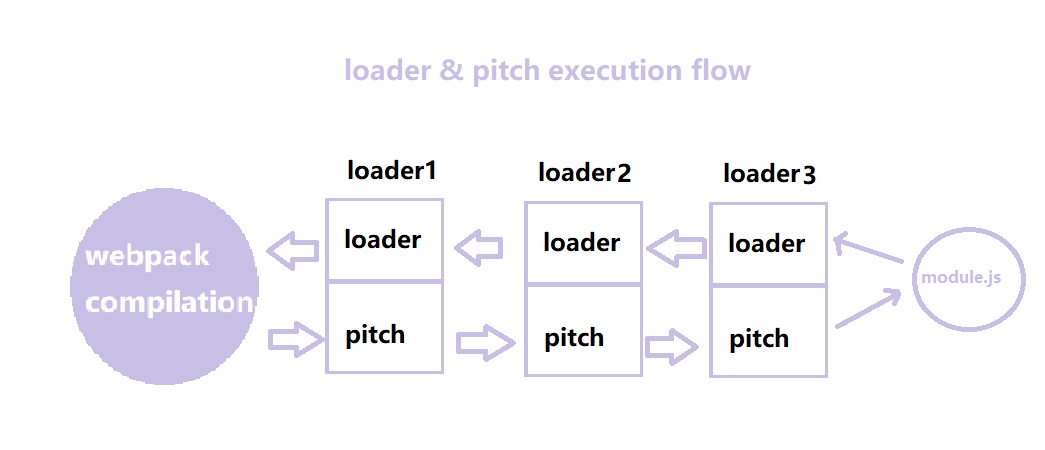 loader & pitch execution flow
loader1
loader2
loader3
webpack
compilation
loader
loader
loader
module.js
pitch
pitch
pitch